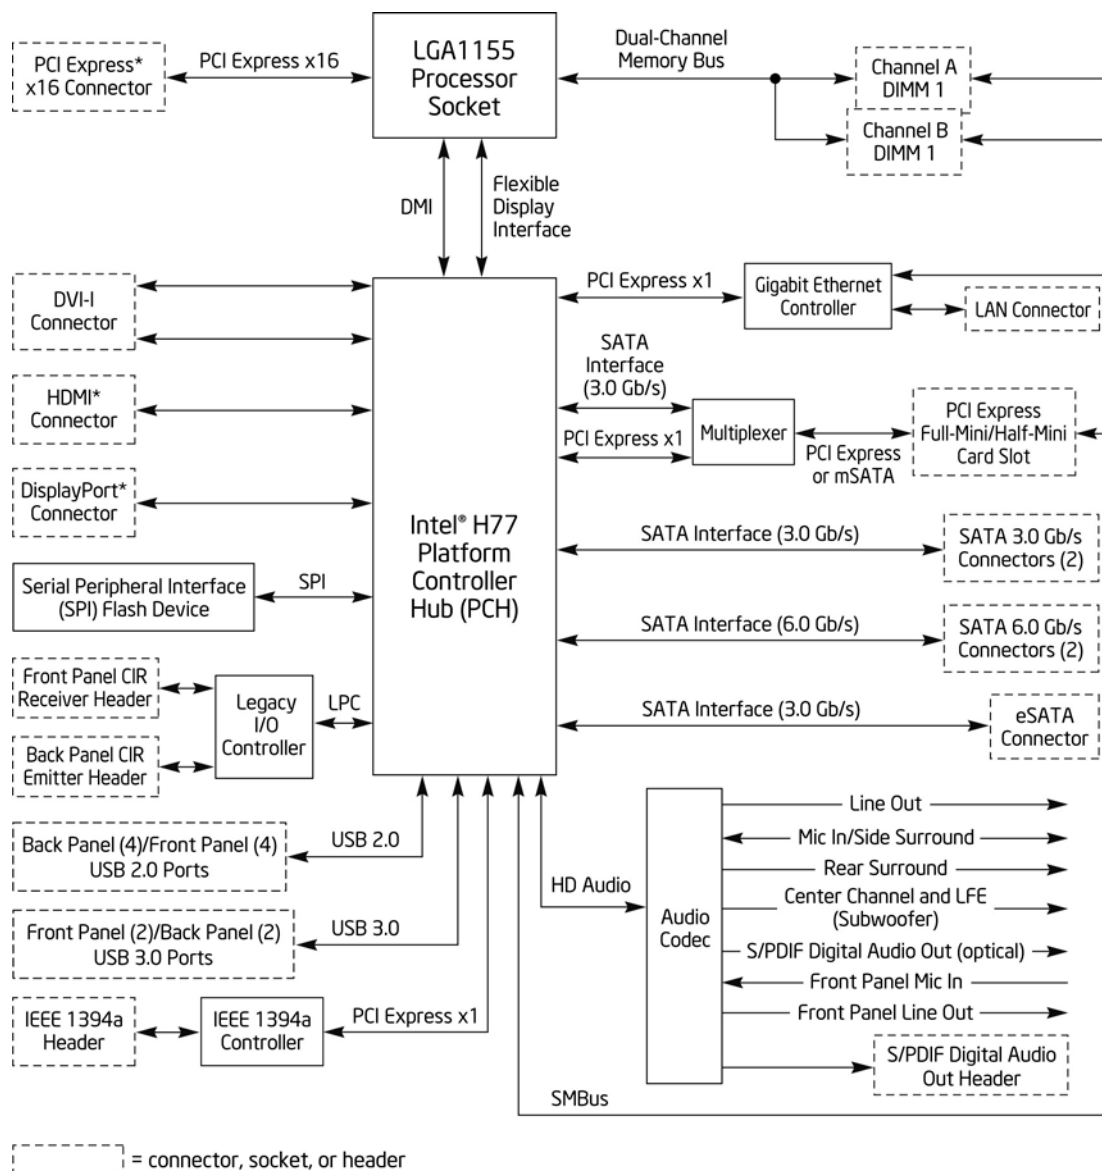 PCI Express*
x16 Connector
PCI Express x16
LGA1155
Processor
Socket
Dual-Channel
Memory Bus
Channel A
DIMM 1
Channel B
DIMM 1
DMI
Flexible
Display
Interface
DVI-I
Connector
HDMI*
Connector
DisplayPort*
Connector
Serial Peripheral Interface
(SPI) Flash Device
SPI
Front Panel CIR
Receiver Header
Back Panel CIR
Emitter Header
Legacy
I/O
Controller
LPC
Intel® H77
Platform
Controller
Hub (PCH)
PCI Express x1
Gigabit Ethernet
Controller
LAN Connector
SATA
Interface
(3.0 Gb/s)
PCI Express x1
Multiplexer
PCI Express
or mSATA
PCI Express
Full-Mini/Half-Mini
Card Slot
SATA Interface (3.0 Gb/s)
SATA 3.0 Gb/s
Connectors (2)
SATA Interface (6.0 Gb/s)
SATA 6.0 Gb/s
Connectors (2)
SATA Interface (3.0 Gb/s)
eSATA
Connector
Back Panel (4)/Front Panel (4)
USB 2.0 Ports
USB 2.0
Front Panel (2)/Back Panel (2)
USB 3.0 Ports
USB 3.0
IEEE 1394a
Header
IEEE 1394a
Controller
PCI Express x1
HD Audio
Audio
Codec
Line Out
Mic In/Side Surround
Rear Surround
Center Channel and LFE
(Subwoofer)
S/PDIF Digital Audio Out (optical)
Front Panel Mic In
Front Panel Line Out
S/PDIF Digital Audio
Out Header
SMBus
= connector, socket, or header